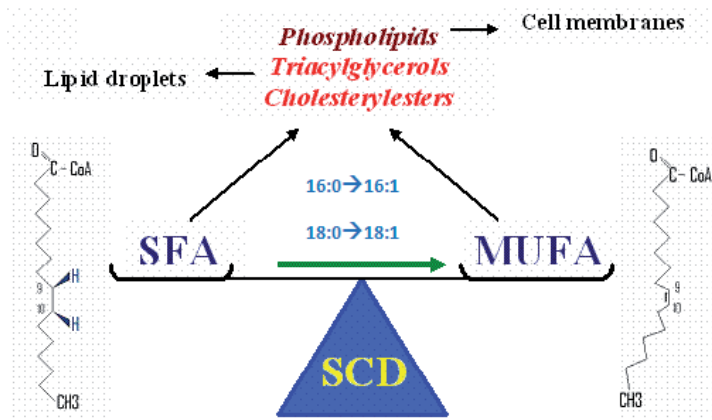 Phospholipids
Cell membranes
Triacylglycerols
Lipid droplets
Cholesterylesters
O
C-CoA
O
C-CoA
16:0→16:1
18:0→18:1
SFA
MUFA
H
9
10
H
9
10
SCD
CH3
CH3